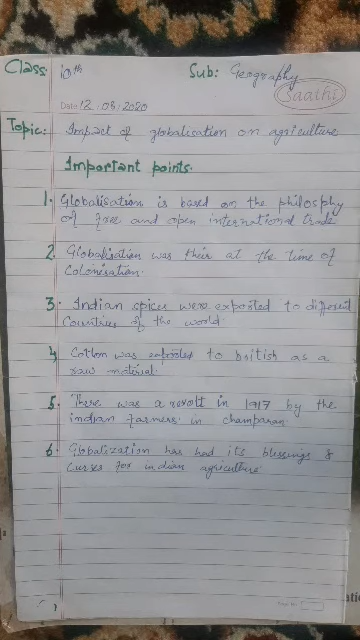 Class: 10th Sub: Geography
Saathi
Date 12.08.2020
Topic: Impact of globalisation on agriculture
Important points.
1. Globalisation is based on the philosphy
of free and open international trade
2. Globalisation was their at the time of
Colonisation.
3. Indian spices were exported to different
Countries of the world.
4. Cotton was exported to british as a
raw material.
5. There was a revolt in 1917 by the
indian farmers in champaran.
6. Globalization has had its blessings &
curses for indian agriculture